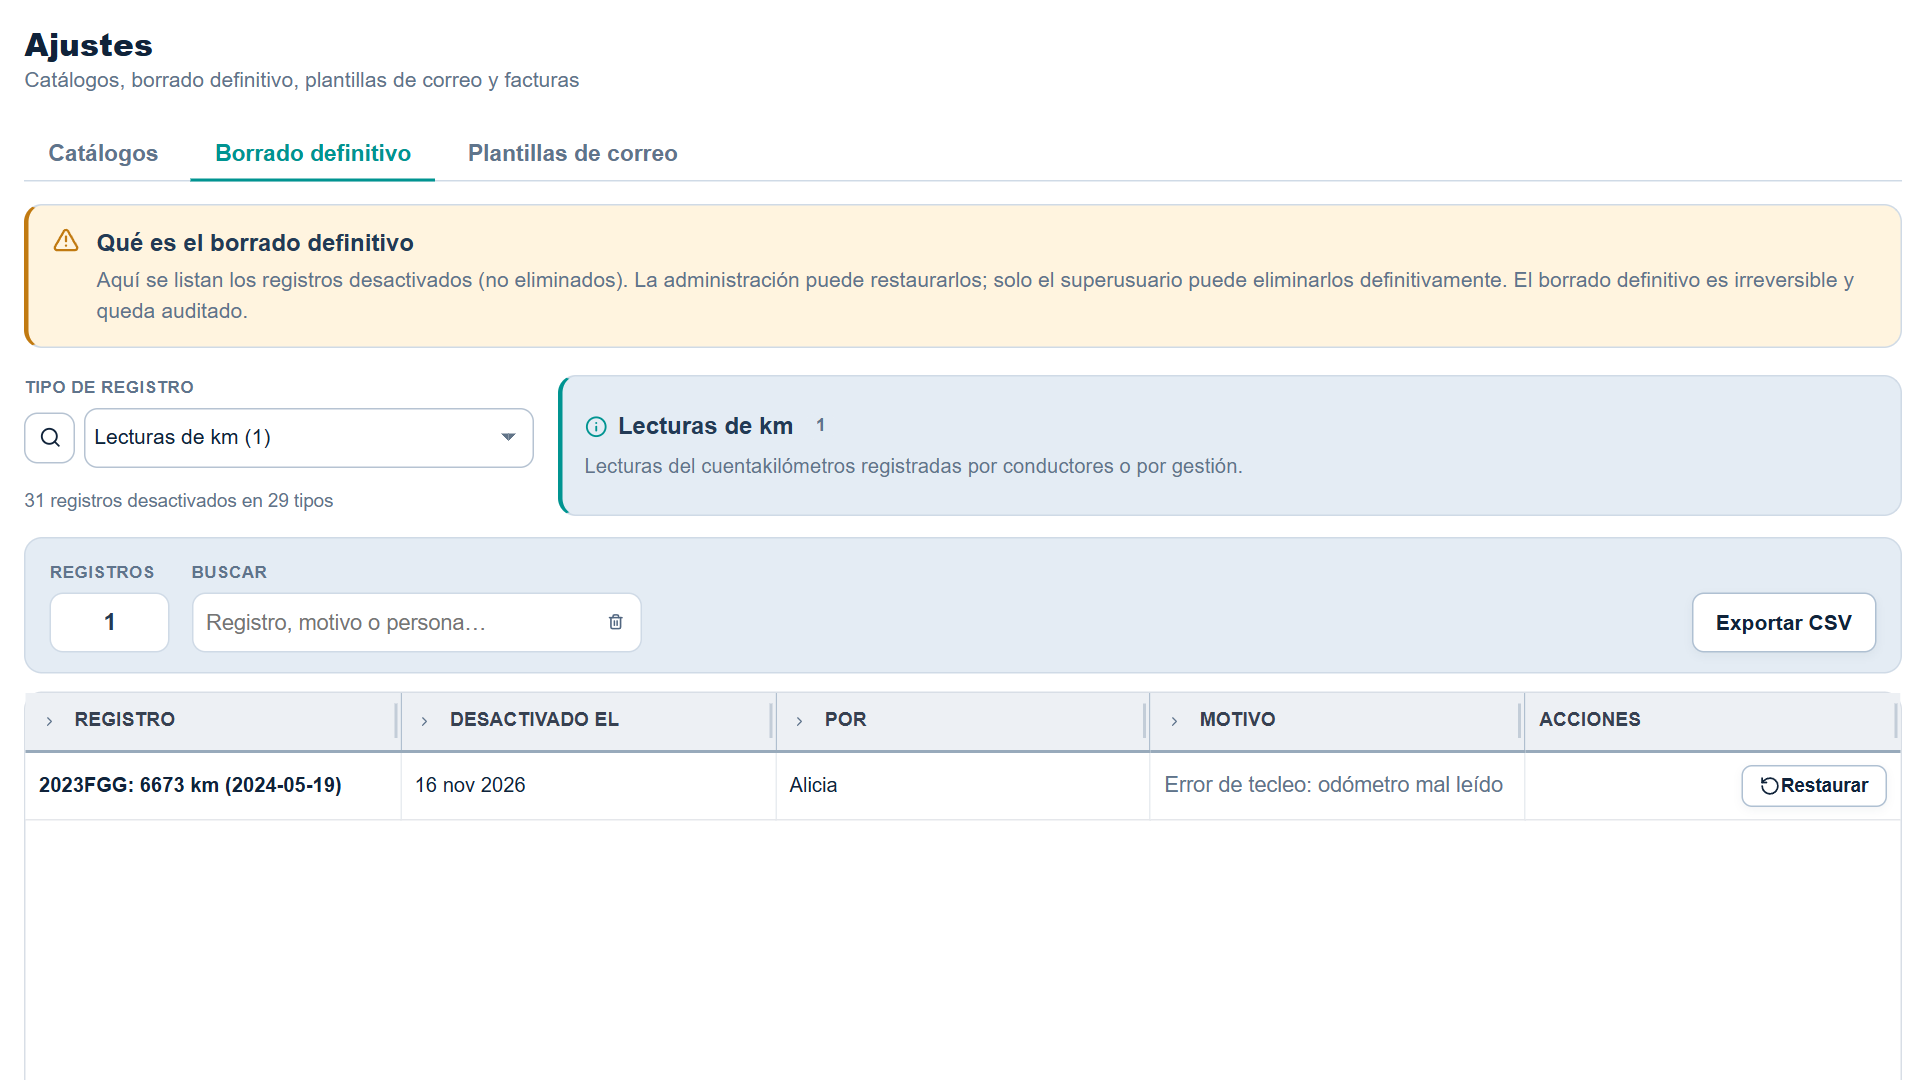 Ajustes
Catálogos, borrado definitivo, plantillas de correo y facturas
Catálogos
Borrado definitivo
Plantillas de correo
Qué es el borrado definitivo
Aquí se listan los registros desactivados (no eliminados). La administración puede restaurarlos; solo el superusuario puede eliminarlos definitivamente. El borrado definitivo es irreversible y
queda auditado.
TIPO DE REGISTRO
Lecturas de km (1)
31 registros desactivados en 29 tipos
Lecturas de km 1
Lecturas del cuentakilómetros registradas por conductores o por gestión.
REGISTROS
1
BUSCAR
Registro, motivo o persona…
Exportar CSV
REGISTRO DESACTIVADO EL POR MOTIVO ACCIONES
2023FGG: 6673 km (2024-05-19) 16 nov 2026 Alicia Error de tecleo: odómetro mal leído Restaurar